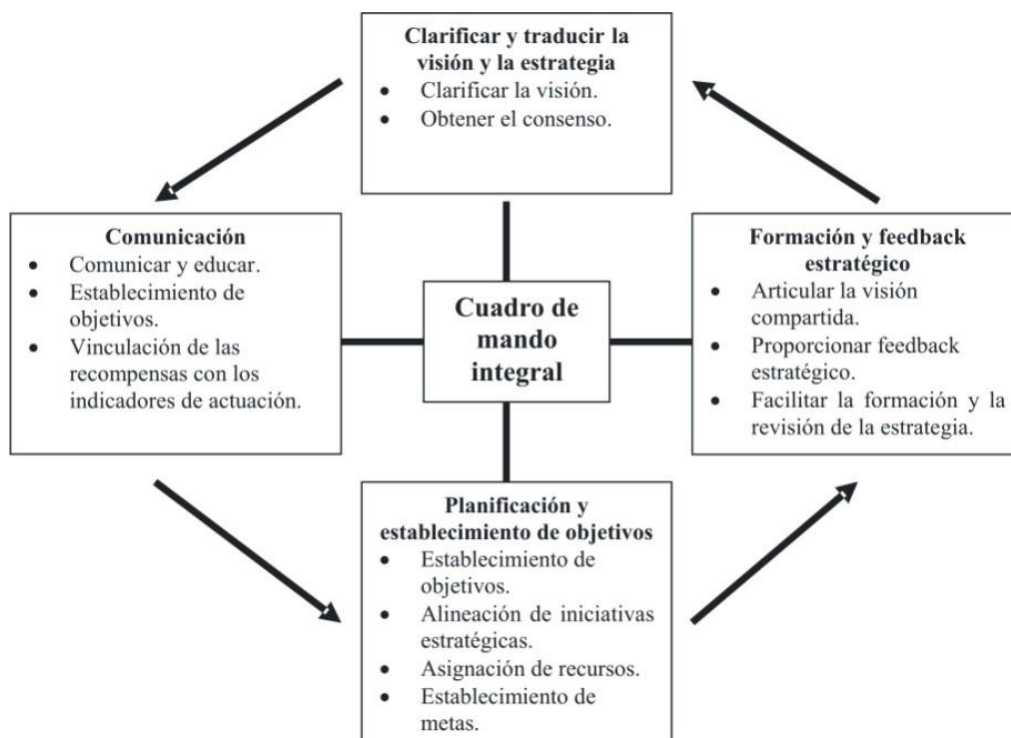 Clarificar y traducir la
visión y la estrategia
• Clarificar la visión.
• Obtener el consenso.
Comunicación
• Comunicar y educar.
• Establecimiento de
objetivos.
• Vinculación de las
recompensas con los
indicadores de actuación.
Cuadro de
mando
integral
Formación y feedback
estratégico
• Articular la visión
compartida.
• Proporcionar feedback
estratégico.
• Facilitar la formación y la
revisión de la estrategia.
Planificación y
establecimiento de objetivos
• Establecimiento de
objetivos.
• Alineación de iniciativas
estratégicas.
• Asignación de recursos.
• Establecimiento de
metas.